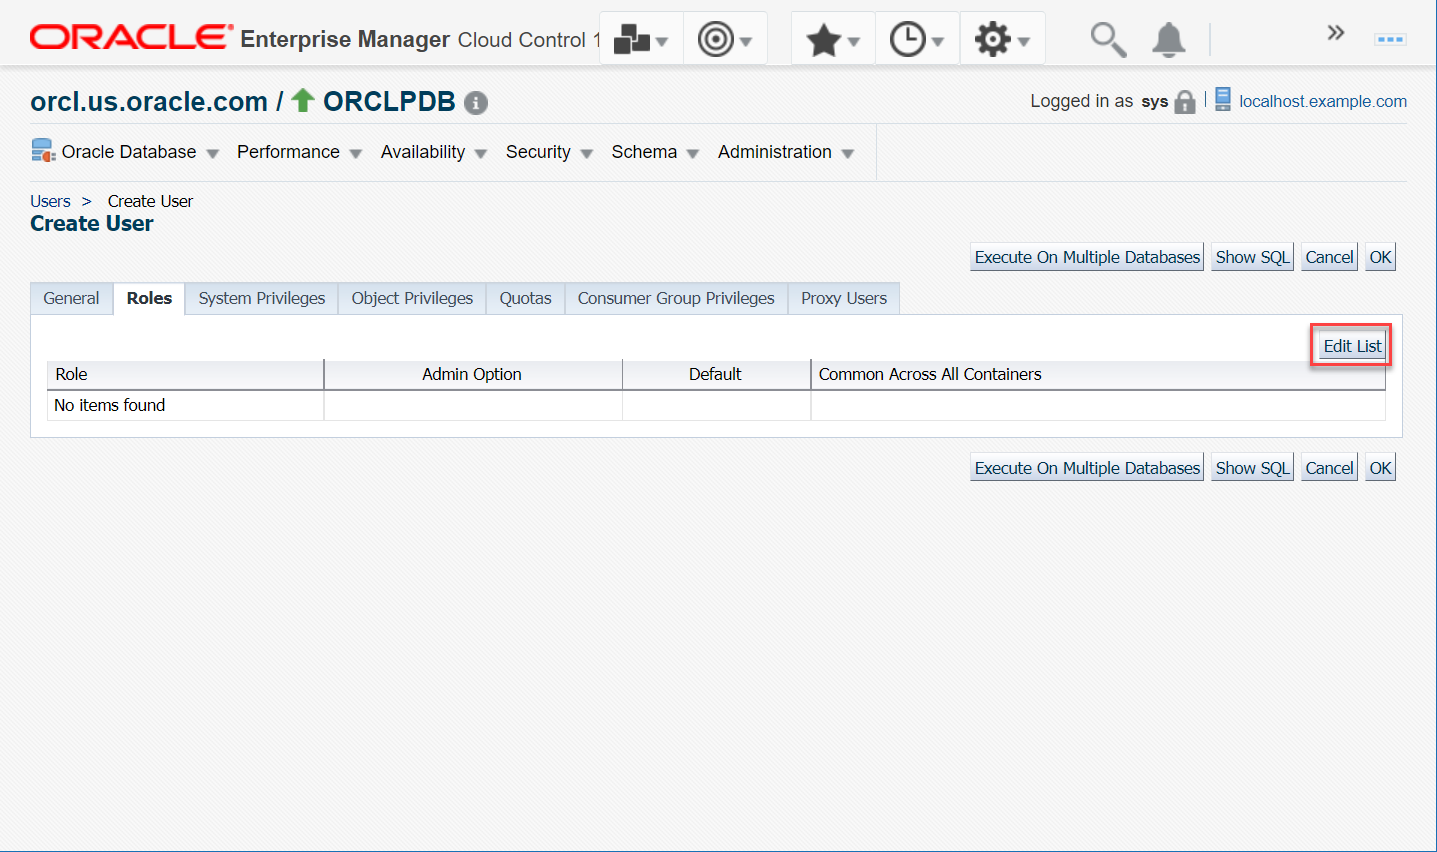 ORACLE Enterprise Manager Cloud Control 1
orcl.us.oracle.com / ORCLPDB
Logged in as sys | localhost.example.com
Oracle Database Performance Availability Security Schema Administration
Users > Create User
Create User
Execute On Multiple Databases Show SQL Cancel OK
General Roles System Privileges Object Privileges Quotas Consumer Group Privileges Proxy Users
Edit List
Role Admin Option Default Common Across All Containers
No items found
Execute On Multiple Databases Show SQL Cancel OK